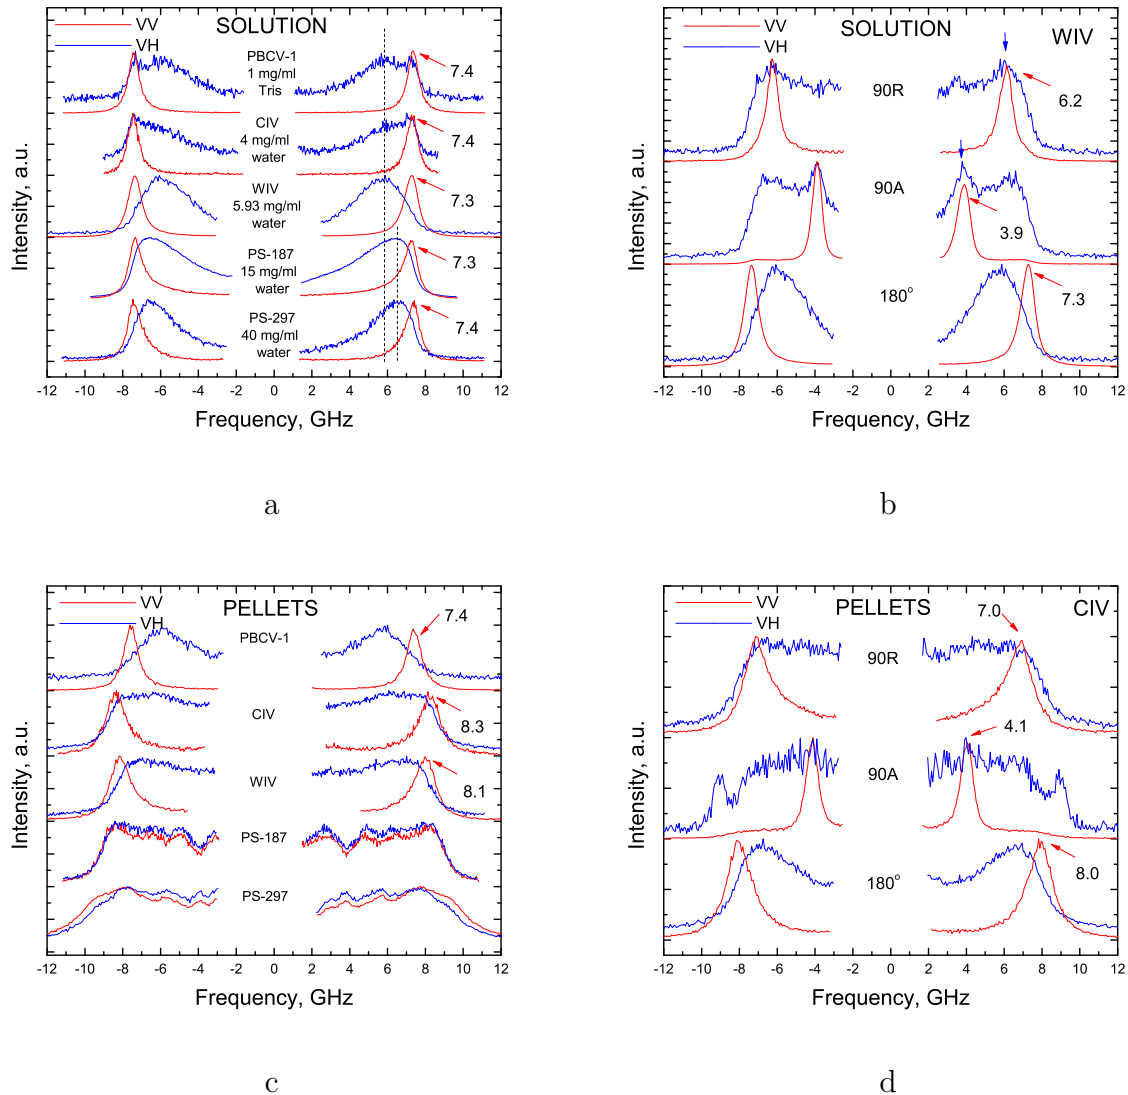 VV
VH
SOLUTION
PBCV-1
1 mg/ml
Tris
7.4
CIV
4 mg/ml
water
7.4
WIV
5.93 mg/ml
water
7.3
PS-187
15 mg/ml
water
7.3
PS-297
40 mg/ml
water
7.4
Intensity, a.u.
-12 -10 -8 -6 -4 -2 0 2 4 6 8 10 12
Frequency, GHz
a
VV
VH
SOLUTION
WIV
90R
6.2
90A
3.9
180°
7.3
Intensity, a.u.
-12 -10 -8 -6 -4 -2 0 2 4 6 8 10 12
Frequency, GHz
b
VV
VH
PELLETS
PBCV-1
7.4
CIV
8.3
WIV
8.1
PS-187
PS-297
Intensity, a.u.
-12 -10 -8 -6 -4 -2 0 2 4 6 8 10 12
Frequency, GHz
c
VV
VH
PELLETS
CIV
7.0
90R
4.1
90A
180°
8.0
Intensity, a.u.
-12 -10 -8 -6 -4 -2 0 2 4 6 8 10 12
Frequency, GHz
d